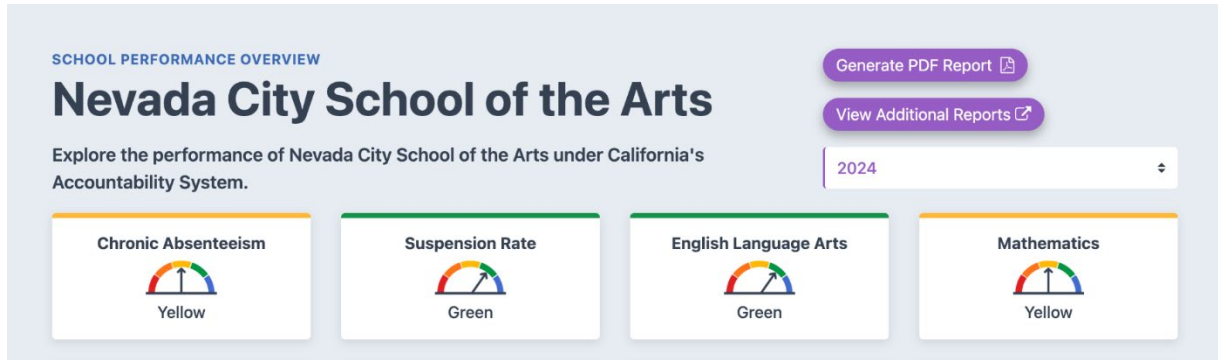 SCHOOL PERFORMANCE OVERVIEW
Nevada City School of the Arts
Explore the performance of Nevada City School of the Arts under California's
Accountability System.
Generate PDF Report
View Additional Reports
2024
Chronic Absenteeism
Yellow
Suspension Rate
Green
English Language Arts
Green
Mathematics
Yellow